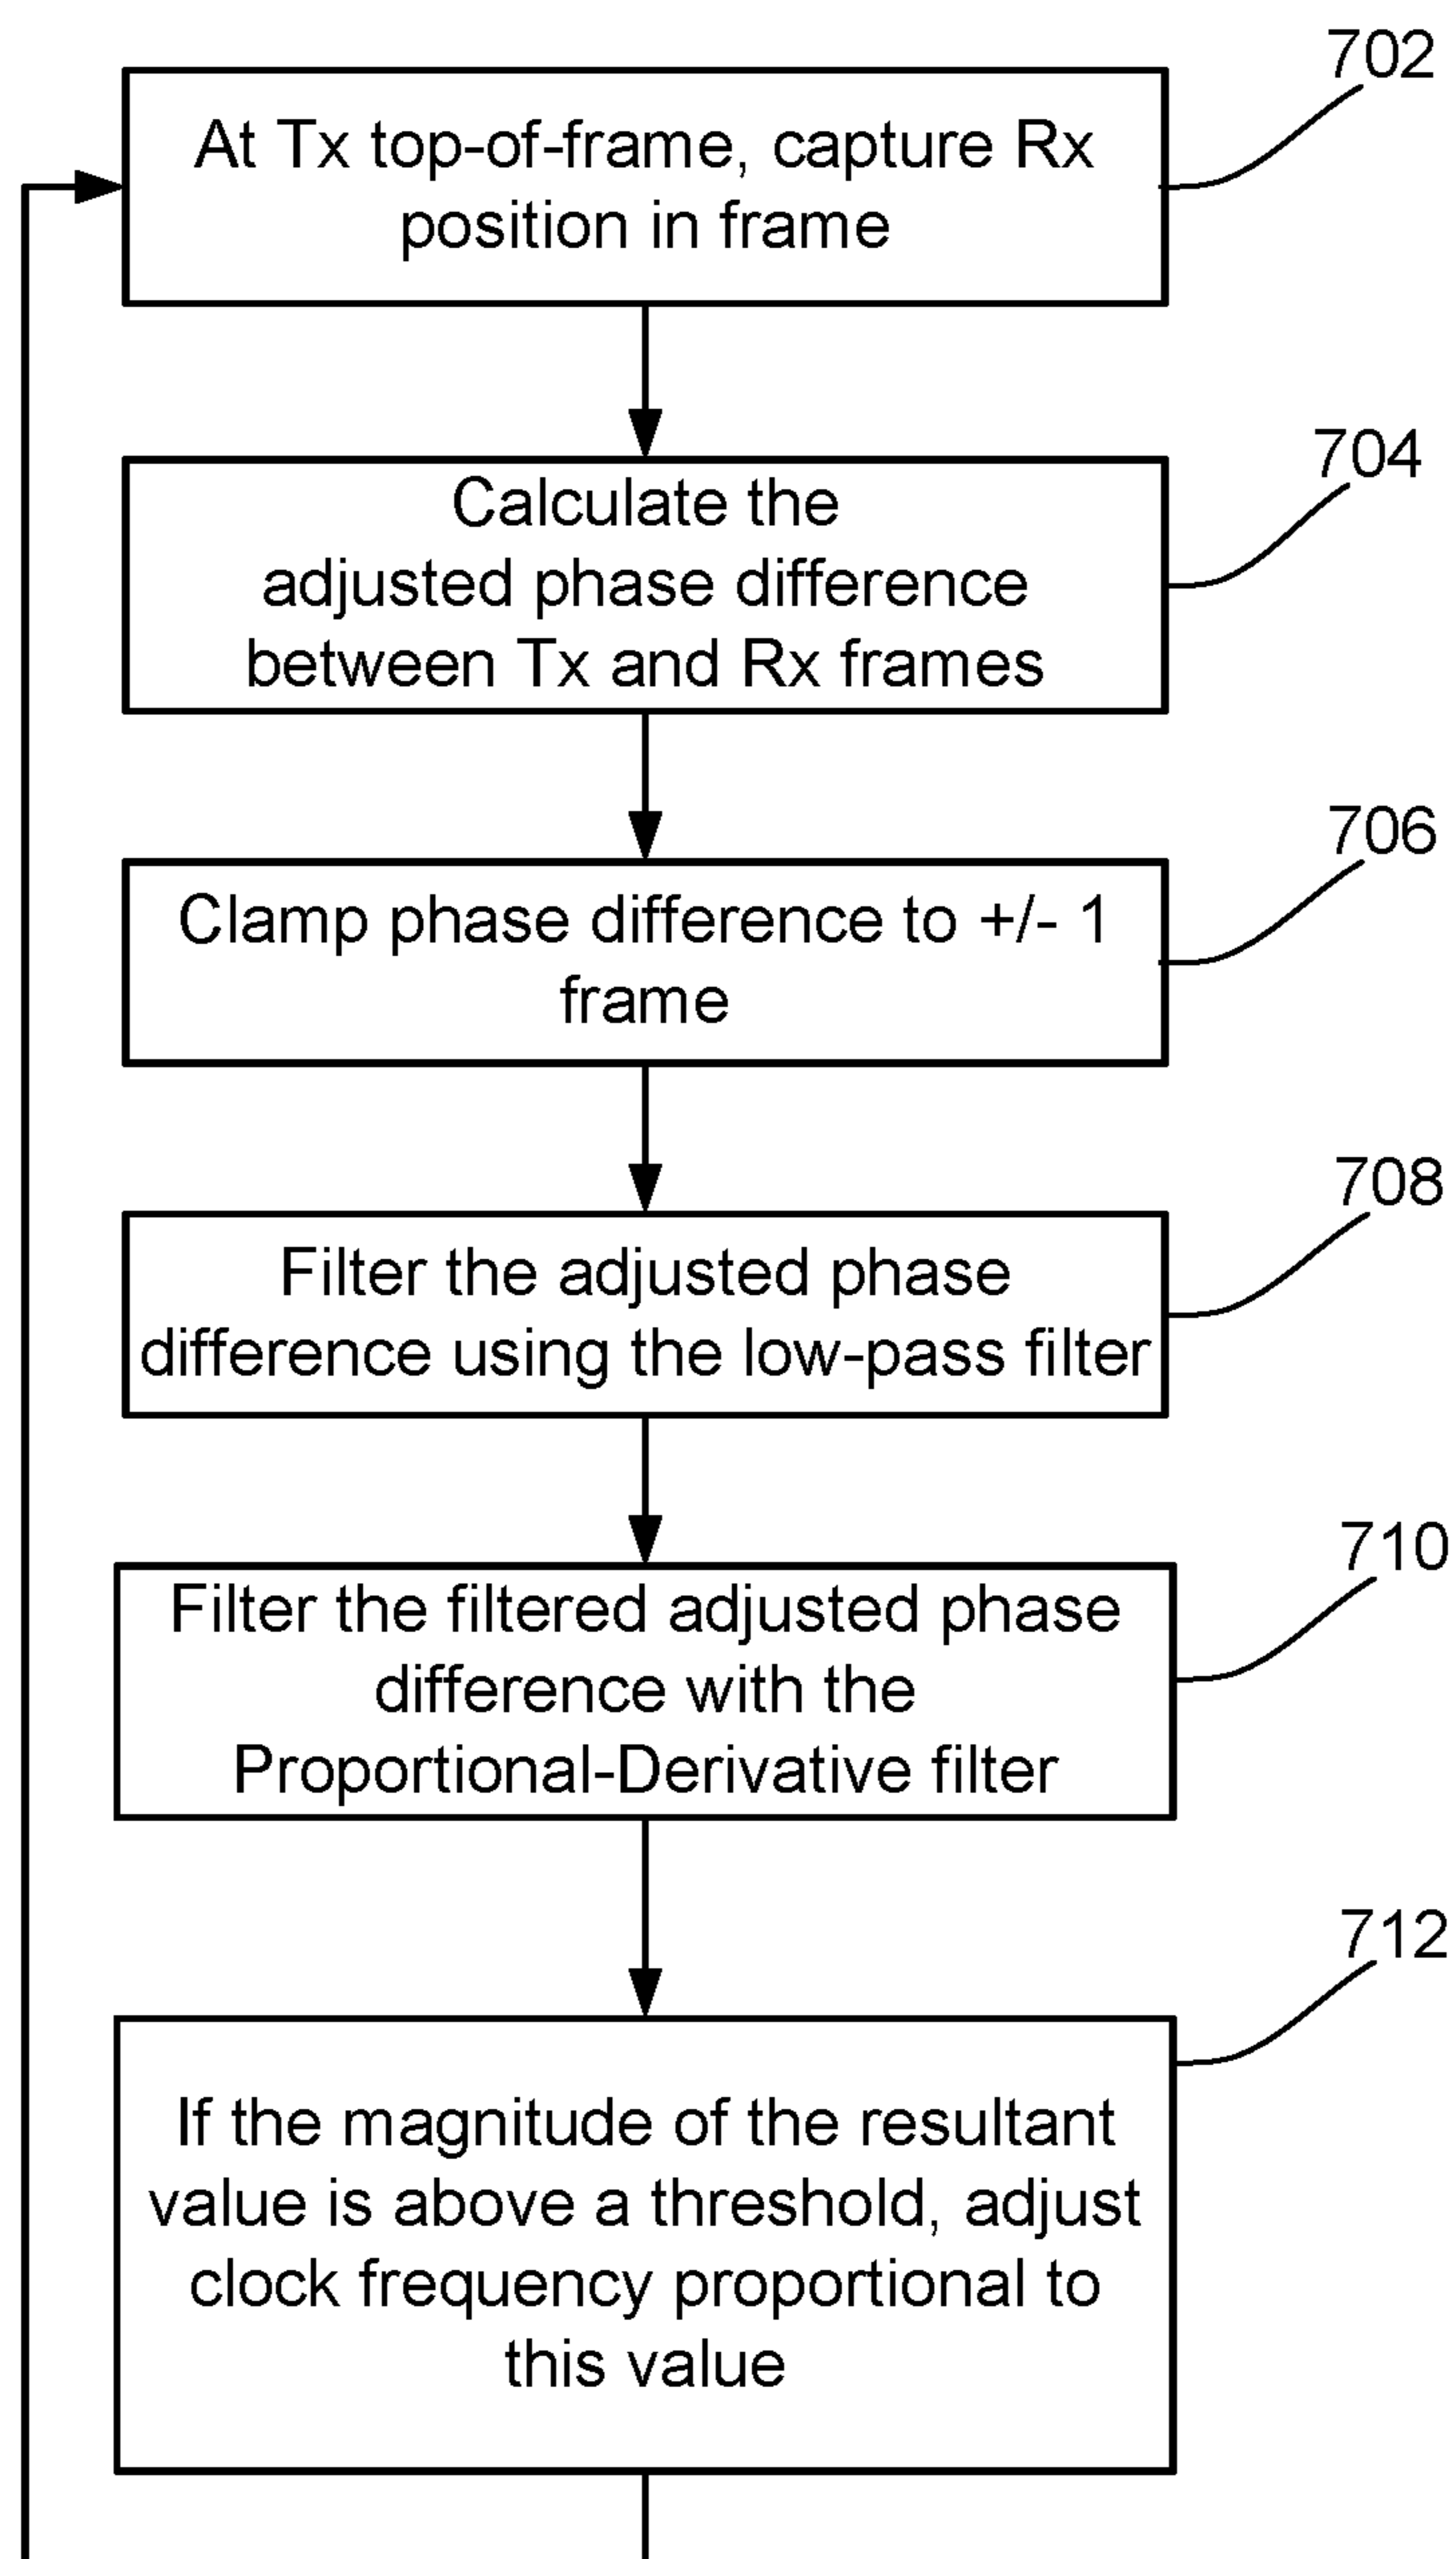 702
At Tx top-of-frame, capture Rx
position in frame
704
Calculate the
adjusted phase difference
between Tx and Rx frames
706
Clamp phase difference to +/- 1
frame
708
Filter the adjusted phase
difference using the low-pass filter
710
Filter the filtered adjusted phase
difference with the
Proportional-Derivative filter
712
If the magnitude of the resultant
value is above a threshold, adjust
clock frequency proportional to
this value